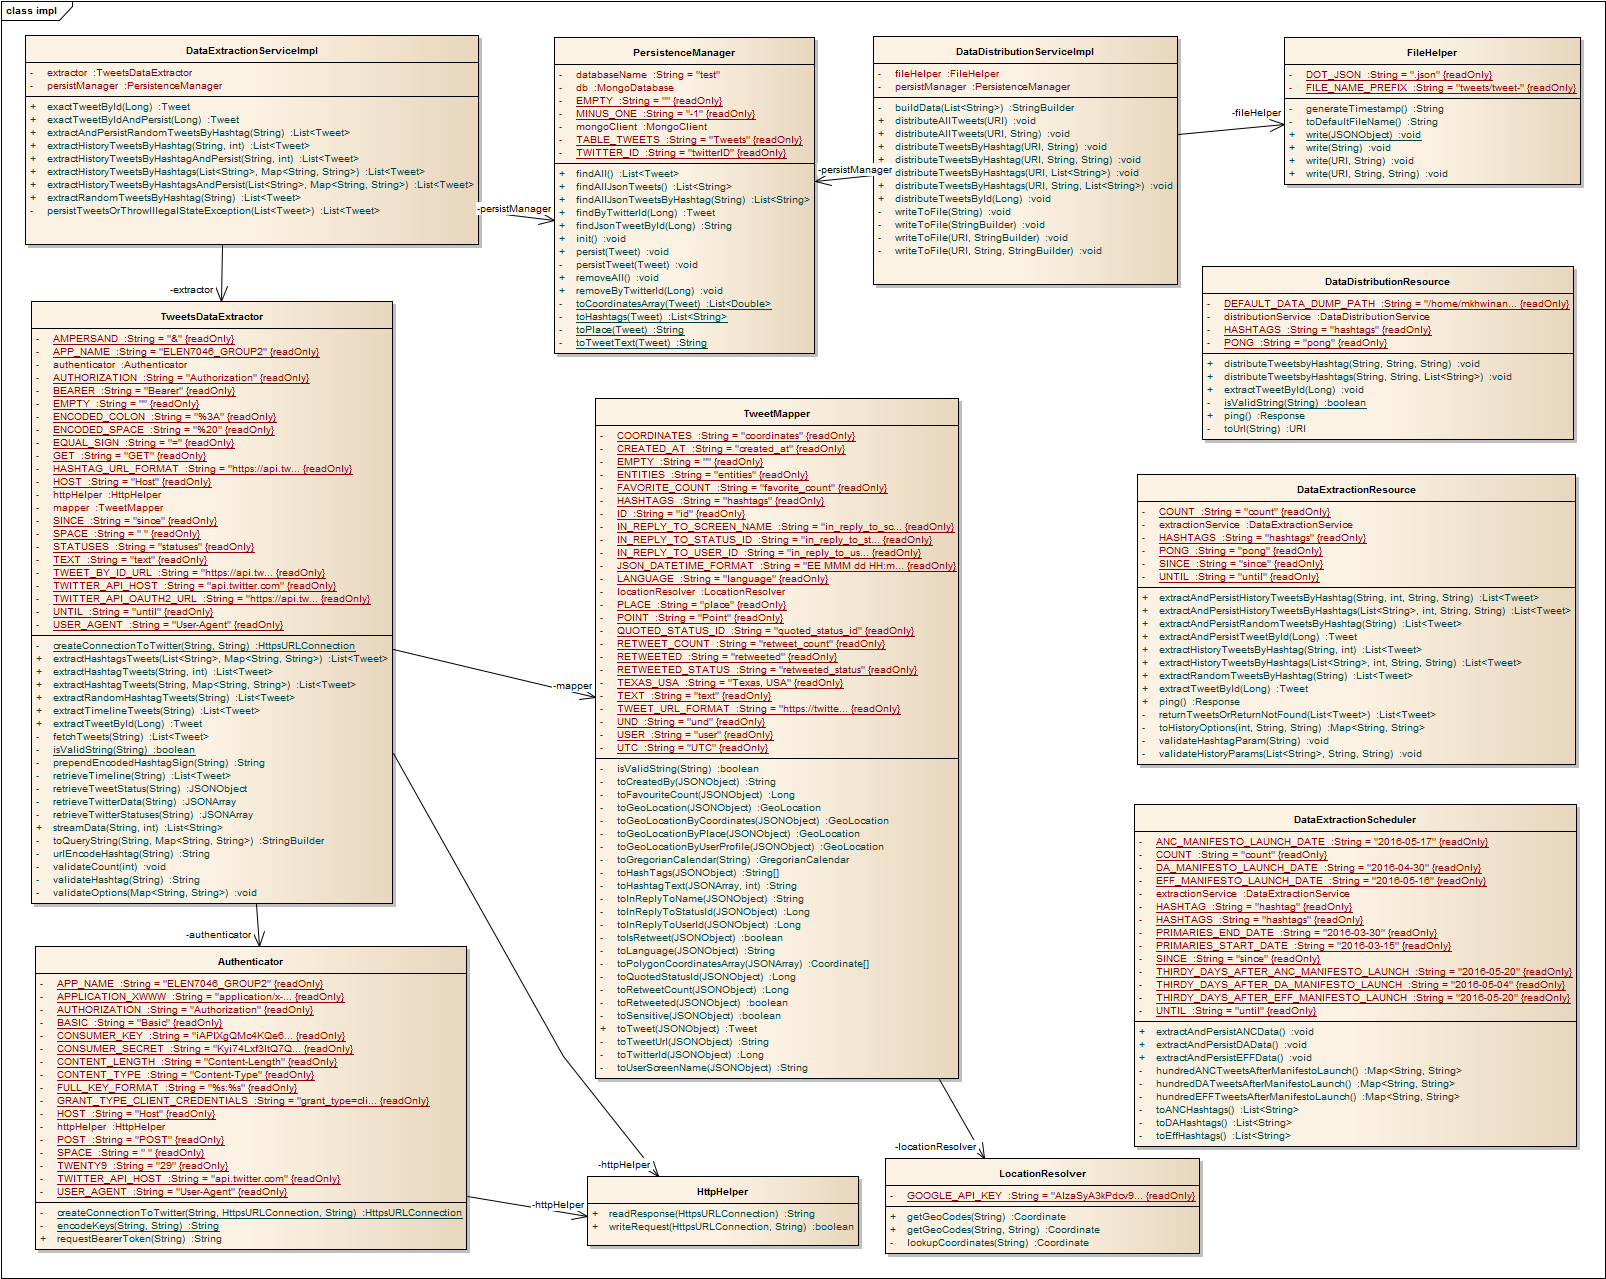 class impl
DataExtractionServiceImpl
- extractor :TweetsDataExtractor
- persistManager :PersistenceManager
+ exactTweetById(Long) :Tweet
+ exactTweetByIdAndPersist(Long) :Tweet
+ extractAndPersistRandomTweetsByHashtag(String) :List<Tweet>
+ extractHistoryTweetsByHashtag(String, int) :List<Tweet>
+ extractHistoryTweetsByHashtagAndPersist(String, int) :List<Tweet>
+ extractHistoryTweetsByHashtags(List<String>, Map<String, String>) :List<Tweet>
+ extractHistoryTweetsByHashtagsAndPersist(List<String>, Map<String, String>) :List<Tweet>
+ extractRandomTweetsByHashtag(String) :List<Tweet>
- persistTweetsOrThrowIllegalStateException(List<Tweet>) :List<Tweet>
-persistManager
-extractor
PersistenceManager
- databaseName :String = "test"
- db :MongoDatabase
- EMPTY :String = "" {readOnly}
- MINUS_ONE :String = "-1" {readOnly}
- mongoClient :MongoClient
- TABLE_TWEETS :String = "Tweets" {readOnly}
- TWITTER_ID :String = "twitterID" {readOnly}
+ findAll() :List<Tweet>
+ findAllJsonTweets() :List<String>
+ findAllJsonTweetsByHashtag(String) :List<String>
+ findByTwitterId(Long) :Tweet
+ findJsonTweetById(Long) :String
+ init() :void
+ persist(Tweet) :void
- persistTweet(Tweet) :void
+ removeAll() :void
+ removeByTwitterId(Long) :void
- toCoordinatesArray(Tweet) :List<Double>
- toHashtags(Tweet) :List<String>
- toPlace(Tweet) :String
- toTweetText(Tweet) :String
DataDistributionServiceImpl
- fileHelper :FileHelper
- persistManager :PersistenceManager
- buildData(List<String>) :StringBuilder
+ distributeAllTweets(URI) :void
+ distributeAllTweets(URI, String) :void
+ distributeTweetsByHashtag(URI, String) :void
+ distributeTweetsByHashtag(URI, String, String) :void
+ distributeTweetsByHashtags(URI, List<String>) :void
+ distributeTweetsByHashtags(URI, String, List<String>) :void
+ distributeTweetsById(Long) :void
- writeToFile(String) :void
- writeToFile(StringBuilder) :void
- writeToFile(URI, StringBuilder) :void
- writeToFile(URI, String, StringBuilder) :void
-persistManager
-fileHelper
FileHelper
- DOT_JSON :String = ".json" {readOnly}
- FILE_NAME_PREFIX :String = "tweets/tweet-" {readOnly}
- generateTimestamp() :String
- toDefaultFileName() :String
+ write(JSONObject) :void
+ write(String) :void
+ write(URI, String) :void
+ write(URI, String, String) :void
DataDistributionResource
- DEFAULT_DATA_DUMP_PATH :String = "/home/mkhwinan... {readOnly}
- distributionService :DataDistributionService
- HASHTAGS :String = "hashtags" {readOnly}
- PONG :String = "pong" {readOnly}
+ distributeTweetsbyHashtag(String, String, String) :void
+ distributeTweetsbyHashtags(String, String, List<String>) :void
+ extractTweetById(Long) :void
- isValidString(String) :boolean
+ ping() :Response
- toUrl(String) :URI
TweetsDataExtractor
- AMPERSAND :String = "&" {readOnly}
- APP_NAME :String = "ELEN7046_GROUP2" {readOnly}
- authenticator :Authenticator
- AUTHORIZATION :String = "Authorization" {readOnly}
- BEARER :String = "Bearer" {readOnly}
- EMPTY :String = "" {readOnly}
- ENCODED_COLON :String = "%3A" {readOnly}
- ENCODED_SPACE :String = "%20" {readOnly}
- EQUAL_SIGN :String = "=" {readOnly}
- GET :String = "GET" {readOnly}
- HASHTAG_URL_FORMAT :String = "https://api.tw... {readOnly}
- HOST :String = "Host" {readOnly}
- httpHelper :HttpHelper
- mapper :TweetMapper
- SINCE :String = "since" {readOnly}
- SPACE :String = " " {readOnly}
- STATUSES :String = "statuses" {readOnly}
- TEXT :String = "text" {readOnly}
- TWEET_BY_ID_URL :String = "https://api.tw... {readOnly}
- TWITTER_API_HOST :String = "api.twitter.com" {readOnly}
- TWITTER_API_OAUTH2_URL :String = "https://api.tw... {readOnly}
- UNTIL :String = "until" {readOnly}
- USER_AGENT :String = "User-Agent" {readOnly}
- createConnectionToTwitter(String, String) :HttpsURLConnection
+ extractHashtagsTweets(List<String>, Map<String, String>) :List<Tweet>
+ extractHashtagTweets(String, int) :List<Tweet>
+ extractHashtagTweets(String, Map<String, String>) :List<Tweet>
+ extractRandomHashtagTweets(String) :List<Tweet>
+ extractTimelineTweets(String) :List<Tweet>
+ extractTweetById(Long) :Tweet
- fetchTweets(String) :List<Tweet>
- isValidString(String) :boolean
- prependEncodedHashtagSign(String) :String
- retrieveTimeline(String) :List<Tweet>
- retrieveTweetStatus(String) :JSONObject
- retrieveTwitterData(String) :JSONArray
- retrieveTwitterStatuses(String) :JSONArray
+ streamData(String, int) :List<String>
- toQueryString(String, Map<String, String>) :StringBuilder
- urlEncodeHashtag(String) :String
- validateCount(int) :void
- validateHashtag(String) :String
- validateOptions(Map<String, String>) :void
-mapper
-authenticator
-httpHelper
TweetMapper
- COORDINATES :String = "coordinates" {readOnly}
- CREATED_AT :String = "created_at" {readOnly}
- EMPTY :String = "" {readOnly}
- ENTITIES :String = "entities" {readOnly}
- FAVORITE_COUNT :String = "favorite_count" {readOnly}
- HASHTAGS :String = "hashtags" {readOnly}
- ID :String = "id" {readOnly}
- IN_REPLY_TO_SCREEN_NAME :String = "in_reply_to_sc... {readOnly}
- IN_REPLY_TO_STATUS_ID :String = "in_reply_to_st... {readOnly}
- IN_REPLY_TO_USER_ID :String = "in_reply_to_us... {readOnly}
- JSON_DATETIME_FORMAT :String = "EE MMM dd HH:m... {readOnly}
- LANGUAGE :String = "language" {readOnly}
- locationResolver :LocationResolver
- PLACE :String = "place" {readOnly}
- POINT :String = "Point" {readOnly}
- QUOTED_STATUS_ID :String = "quoted_status_id" {readOnly}
- RETWEET_COUNT :String = "retweet_count" {readOnly}
- RETWEETED :String = "retweeted" {readOnly}
- RETWEETED_STATUS :String = "retweeted_status" {readOnly}
- TEXAS_USA :String = "Texas, USA" {readOnly}
- TEXT :String = "text" {readOnly}
- TWEET_URL_FORMAT :String = "https://twitte... {readOnly}
- UND :String = "und" {readOnly}
- USER :String = "user" {readOnly}
- UTC :String = "UTC" {readOnly}
- isValidString(String) :boolean
- toCreatedBy(JSONObject) :String
- toFavouriteCount(JSONObject) :Long
- toGeoLocation(JSONObject) :GeoLocation
- toGeoLocationByCoordinates(JSONObject) :GeoLocation
- toGeoLocationByPlace(JSONObject) :GeoLocation
- toGeoLocationByUserProfile(JSONObject) :GeoLocation
- toGregorianCalendar(String) :GregorianCalendar
- toHashTags(JSONObject) :String[]
- toHashtagText(JSONArray, int) :String
- toInReplyToName(JSONObject) :String
- toInReplyToStatusId(JSONObject) :Long
- toInReplyToUserId(JSONObject) :Long
- toIsRetweet(JSONObject) :boolean
- toLanguage(JSONObject) :String
- toPolygonCoordinatesArray(JSONArray) :Coordinate[]
- toQuotedStatusId(JSONObject) :Long
- toRetweetCount(JSONObject) :Long
- toRetweeted(JSONObject) :boolean
- toSensitive(JSONObject) :boolean
+ toTweet(JSONObject) :Tweet
- toTweetUrl(JSONObject) :String
- toTwitterId(JSONObject) :Long
- toUserScreenName(JSONObject) :String
-locationResolver
DataExtractionResource
- COUNT :String = "count" {readOnly}
- extractionService :DataExtractionService
- HASHTAGS :String = "hashtags" {readOnly}
- PONG :String = "pong" {readOnly}
- SINCE :String = "since" {readOnly}
- UNTIL :String = "until" {readOnly}
+ extractAndPersistHistoryTweetsByHashtag(String, int, String, String) :List<Tweet>
+ extractAndPersistHistoryTweetsByHashtags(List<String>, int, String, String) :List<Tweet>
+ extractAndPersistRandomTweetsByHashtag(String) :List<Tweet>
+ extractAndPersistTweetById(Long) :Tweet
+ extractHistoryTweetsByHashtag(String, int) :List<Tweet>
+ extractHistoryTweetsByHashtags(List<String>, int, String, String) :List<Tweet>
+ extractRandomTweetsByHashtag(String) :List<Tweet>
+ extractTweetById(Long) :Tweet
+ ping() :Response
- returnTweetsOrReturnNotFound(List<Tweet>) :List<Tweet>
- toHistoryOptions(int, String, String) :Map<String, String>
- validateHashtagParam(String) :void
- validateHistoryParams(List<String>, String, String) :void
DataExtractionScheduler
- ANC_MANIFESTO_LAUNCH_DATE :String = "2016-05-17" {readOnly}
- COUNT :String = "count" {readOnly}
- DA_MANIFESTO_LAUNCH_DATE :String = "2016-04-30" {readOnly}
- EFF_MANIFESTO_LAUNCH_DATE :String = "2016-05-16" {readOnly}
- extractionService :DataExtractionService
- HASHTAG :String = "hashtag" {readOnly}
- HASHTAGS :String = "hashtags" {readOnly}
- PRIMARIES_END_DATE :String = "2016-03-30" {readOnly}
- PRIMARIES_START_DATE :String = "2016-03-15" {readOnly}
- SINCE :String = "since" {readOnly}
- THIRDY_DAYS_AFTER_ANC_MANIFESTO_LAUNCH :String = "2016-05-20" {readOnly}
- THIRDY_DAYS_AFTER_DA_MANIFESTO_LAUNCH :String = "2016-05-04" {readOnly}
- THIRDY_DAYS_AFTER_EFF_MANIFESTO_LAUNCH :String = "2016-05-20" {readOnly}
- UNTIL :String = "until" {readOnly}
+ extractAndPersistANCData() :void
+ extractAndPersistDAData() :void
+ extractAndPersistEFFData() :void
- hundredANCTweetsAfterManifestoLaunch() :Map<String, String>
- hundredDATweetsAfterManifestoLaunch() :Map<String, String>
- hundredEFFTweetsAfterManifestoLaunch() :Map<String, String>
- toANCHashtags() :List<String>
- toDAHashtags() :List<String>
- toEffHashtags() :List<String>
Authenticator
- APP_NAME :String = "ELEN7046_GROUP2" {readOnly}
- APPLICATION_XWWW :String = "application/x-... {readOnly}
- AUTHORIZATION :String = "Authorization" {readOnly}
- BASIC :String = "Basic" {readOnly}
- CONSUMER_KEY :String = "iAPIXgQMc4KQe6... {readOnly}
- CONSUMER_SECRET :String = "Kyi74Lxf3ItQ7Q... {readOnly}
- CONTENT_LENGTH :String = "Content-Length" {readOnly}
- CONTENT_TYPE :String = "Content-Type" {readOnly}
- FULL_KEY_FORMAT :String = "%s:%s" {readOnly}
- GRANT_TYPE_CLIENT_CREDENTIALS :String = "grant_type=cli... {readOnly}
- HOST :String = "Host" {readOnly}
- httpHelper :HttpHelper
- POST :String = "POST" {readOnly}
- SPACE :String = " " {readOnly}
- TWENTY9 :String = "29" {readOnly}
- TWITTER_API_HOST :String = "api.twitter.com" {readOnly}
- USER_AGENT :String = "User-Agent" {readOnly}
- createConnectionToTwitter(String, HttpsURLConnection, String) :HttpsURLConnection
- encodeKeys(String, String) :String
+ requestBearerToken(String) :String
-httpHelper
HttpHelper
+ readResponse(HttpsURLConnection) :String
+ writeRequest(HttpsURLConnection, String) :boolean
LocationResolver
- GOOGLE_API_KEY :String = "AIzaSyA3kPdcv9... {readOnly}
+ getGeoCodes(String) :Coordinate
+ getGeoCodes(String, String) :Coordinate
- lookupCoordinates(String) :Coordinate